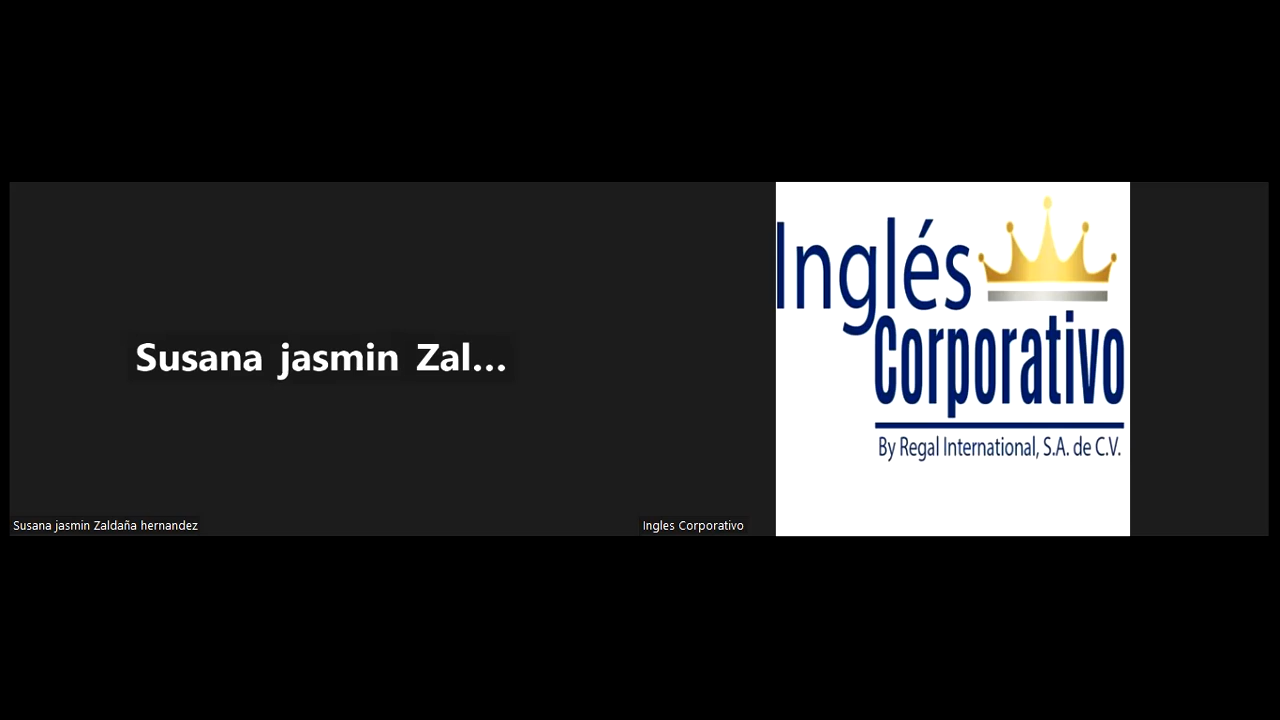 Susana jasmin Zal...
Susana jasmin Zaldaña hernandez
Ingles Corporativo
Inglés
Corporativo
By Regal International, S.A. de C.V.